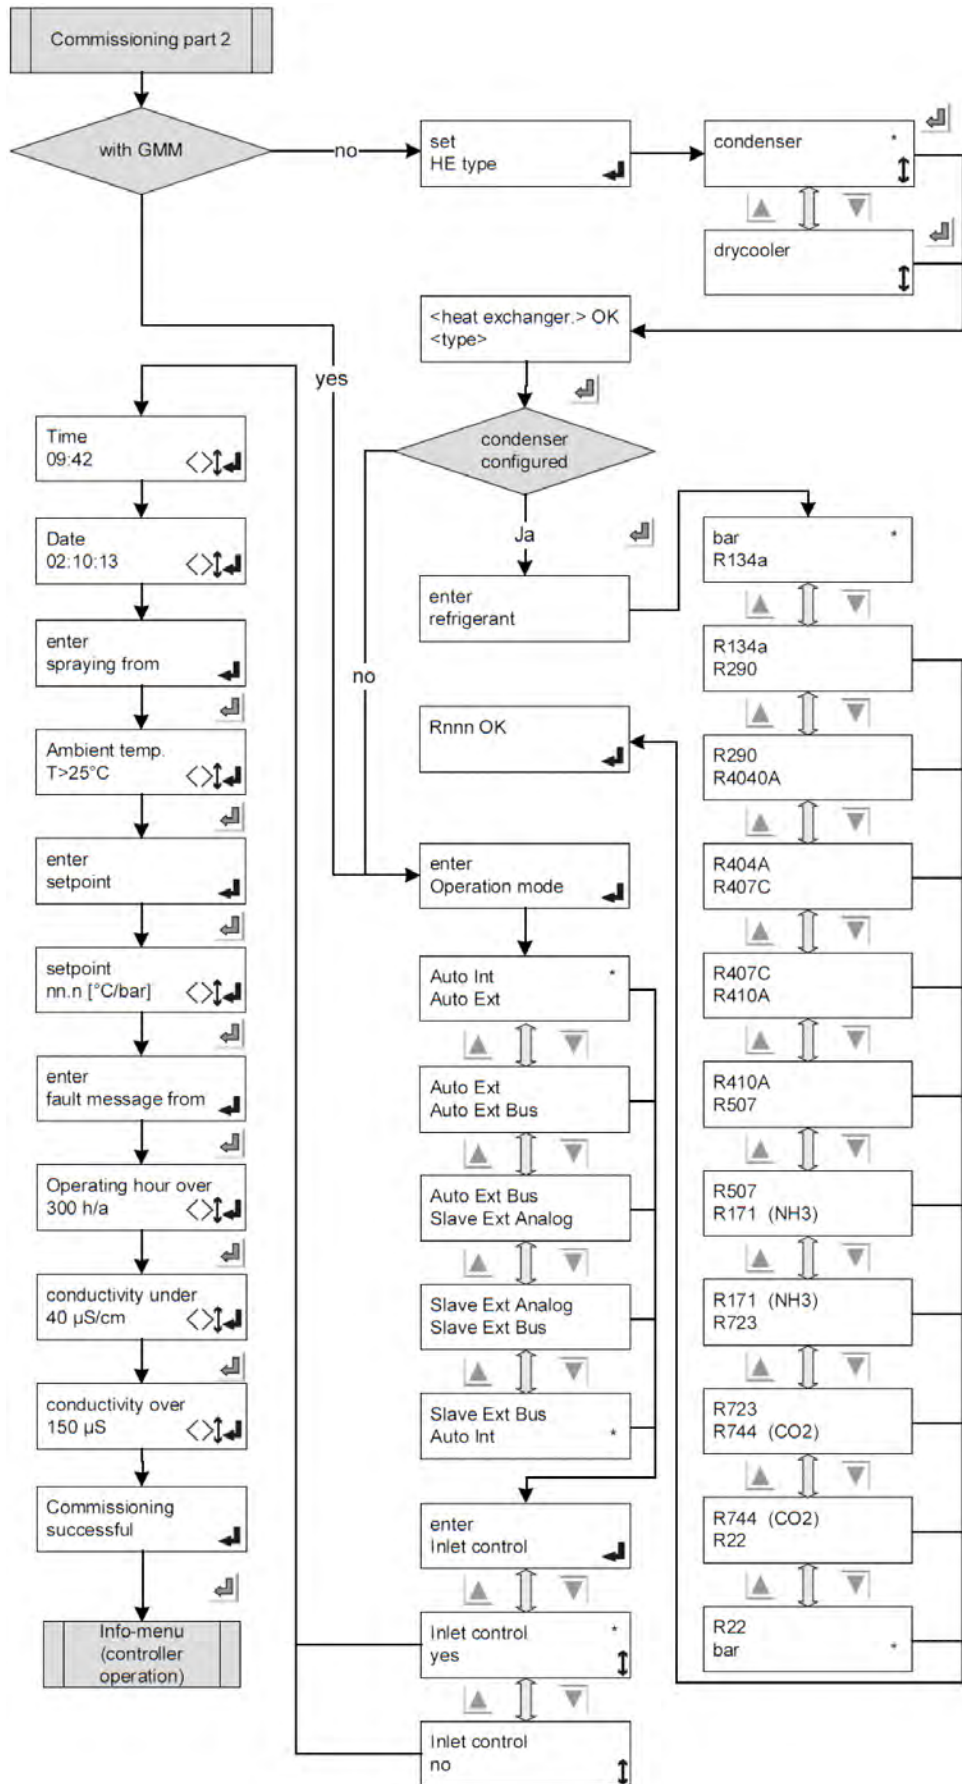 Commissioning part 2
with GMM
no
set
HE type
condenser *
drycooler
<heat exchanger.> OK
<type>
yes
condenser
configured
Ja
no
enter
refrigerant
Rnnn OK
enter
Operation mode
Auto Int *
Auto Ext
Auto Ext
Auto Ext Bus
Auto Ext Bus
Slave Ext Analog
Slave Ext Analog
Slave Ext Bus
Slave Ext Bus
Auto Int *
enter
Inlet control
Inlet control *
yes
Inlet control
no
bar *
R134a
R134a
R290
R290
R4040A
R404A
R407C
R407C
R410A
R410A
R507
R507
R171 (NH3)
R171 (NH3)
R723
R723
R744 (CO2)
R744 (CO2)
R22
R22
bar *
Time
09:42 <>
Date
02:10:13 <>
enter
spraying from
Ambient temp.
T>25°C <>
enter
setpoint
setpoint
nn.n [°C/bar] <>
enter
fault message from
Operating hour over
300 h/a <>
conductivity under
40 µS/cm <>
conductivity over
150 µS <>
Commissioning
successful
Info-menu
(controller
operation)